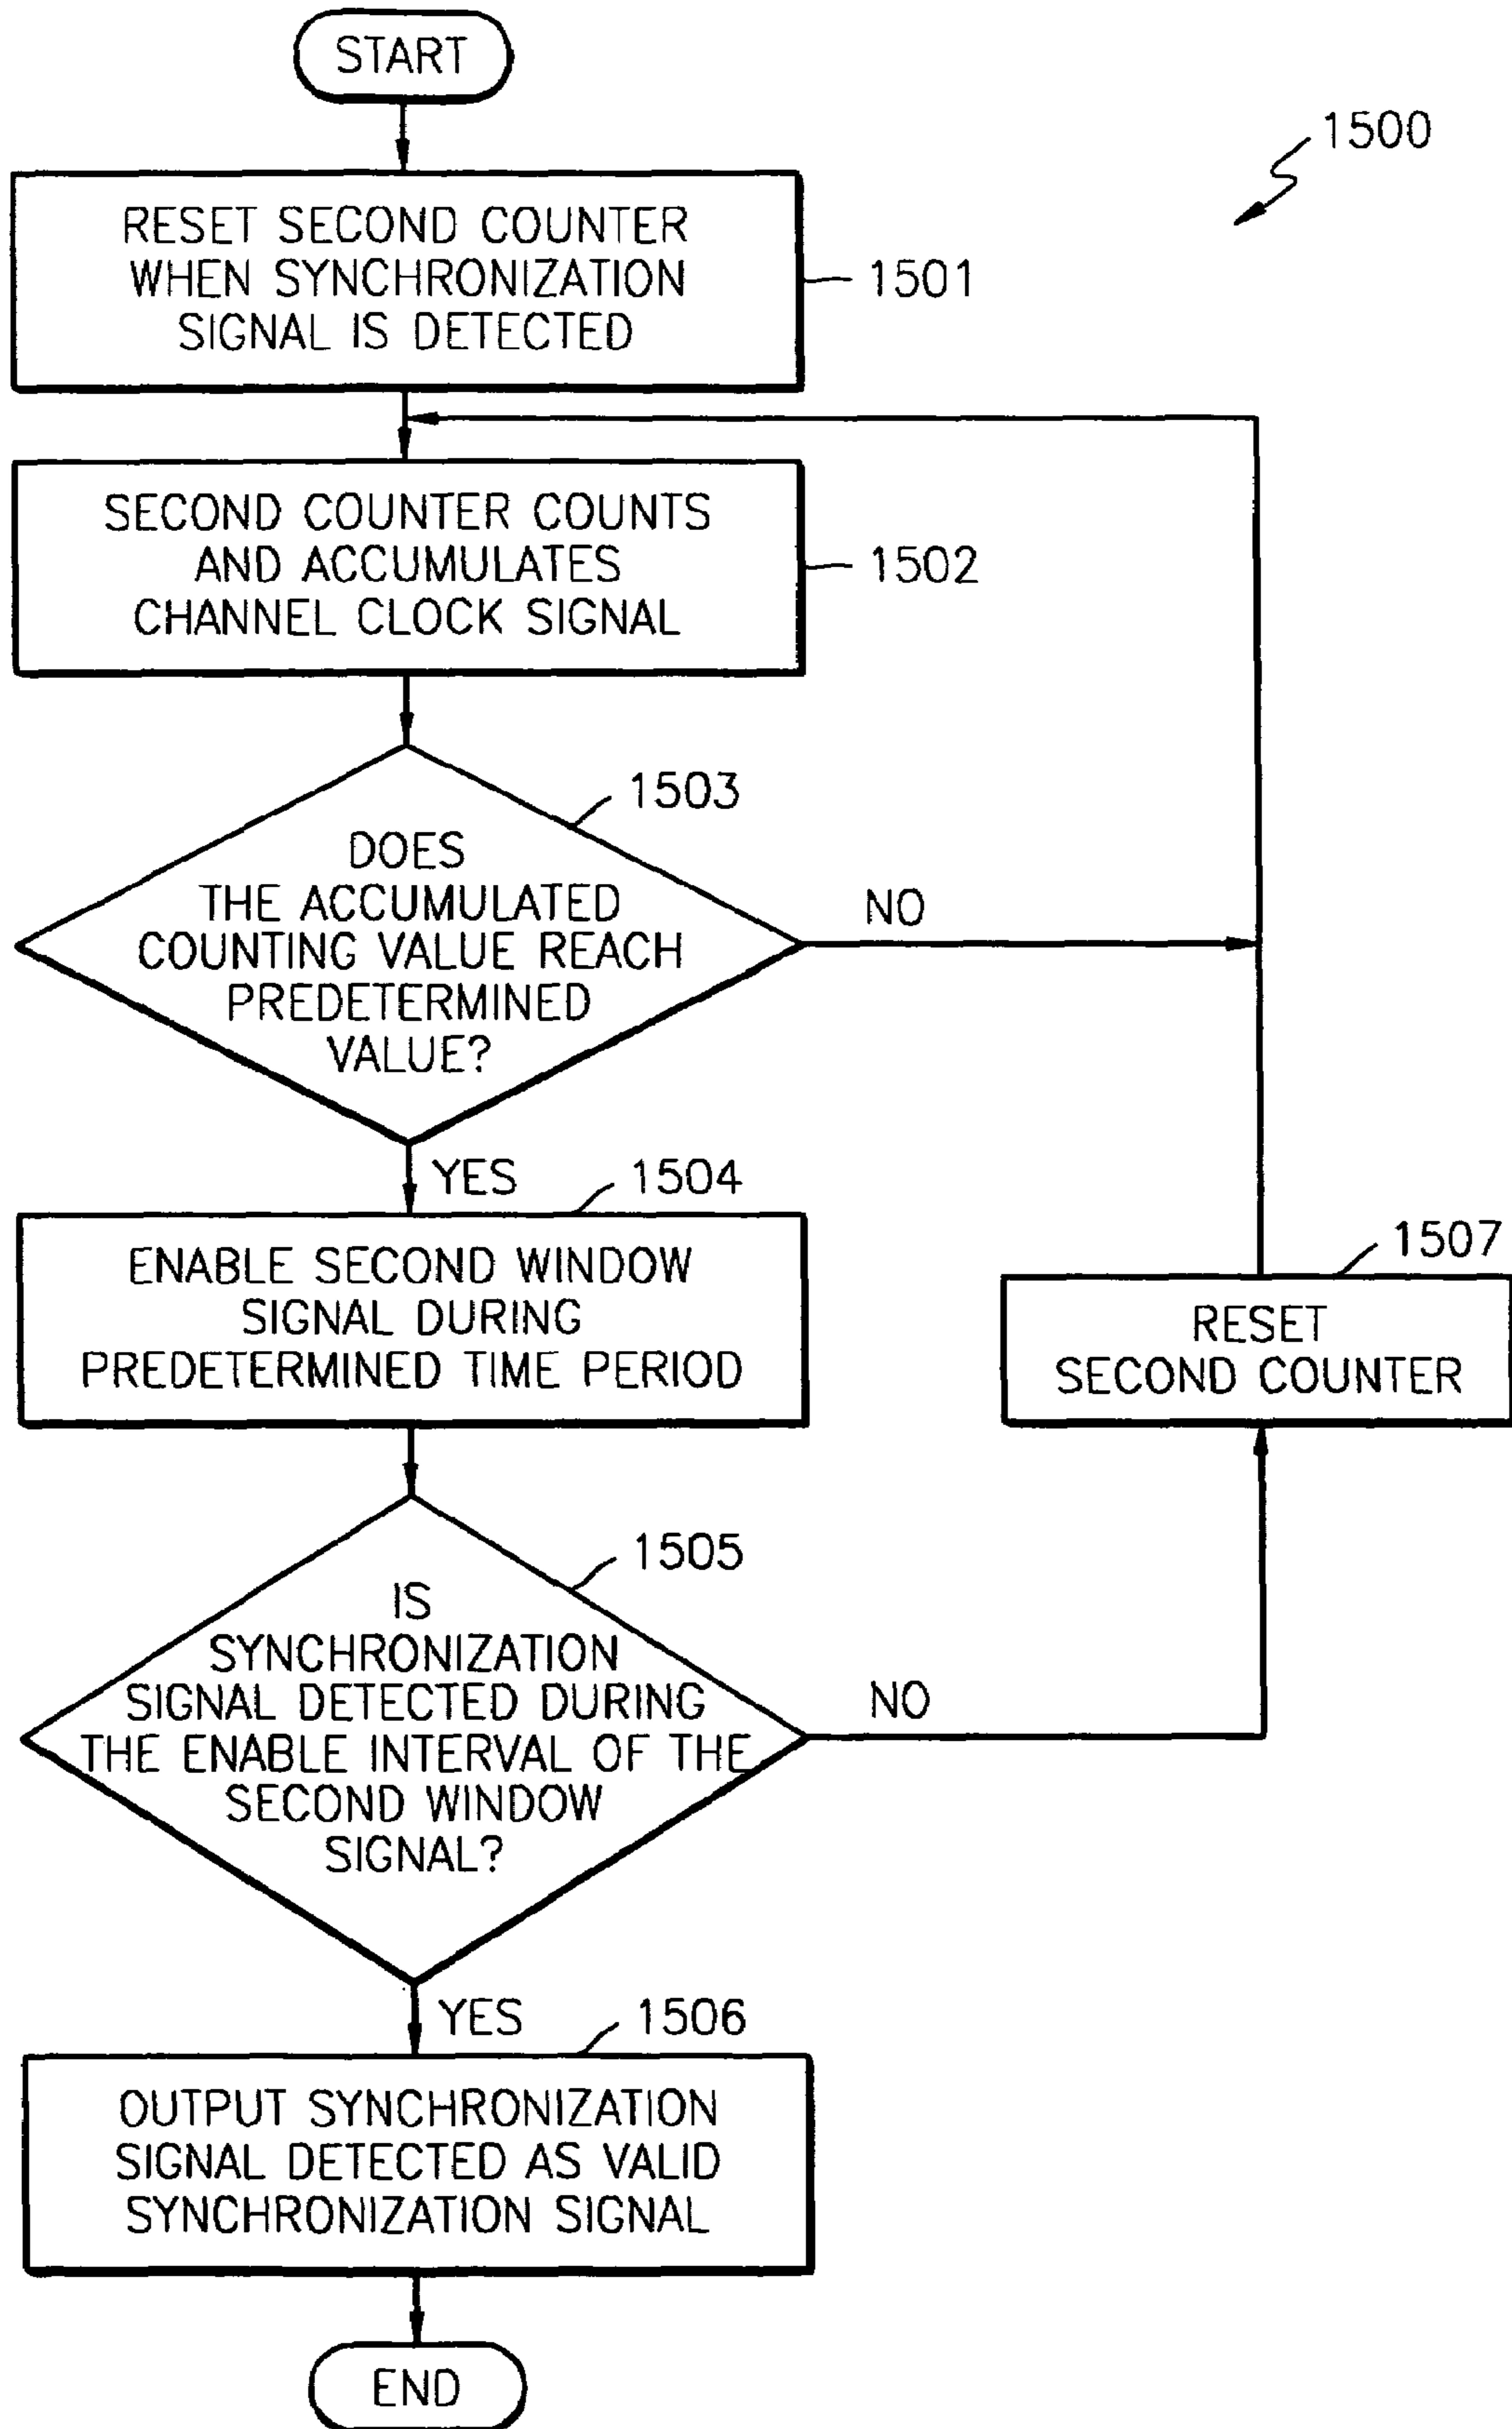 START
1500
RESET SECOND COUNTER
WHEN SYNCHRONIZATION
SIGNAL IS DETECTED
1501
SECOND COUNTER COUNTS
AND ACCUMULATES
CHANNEL CLOCK SIGNAL
1502
1503
DOES
THE ACCUMULATED
COUNTING VALUE REACH
PREDETERMINED
VALUE?
NO
YES
1504
ENABLE SECOND WINDOW
SIGNAL DURING
PREDETERMINED TIME PERIOD
1507
RESET
SECOND COUNTER
1505
IS
SYNCHRONIZATION
SIGNAL DETECTED DURING
THE ENABLE INTERVAL OF THE
SECOND WINDOW
SIGNAL?
NO
YES
1506
OUTPUT SYNCHRONIZATION
SIGNAL DETECTED AS VALID
SYNCHRONIZATION SIGNAL
END